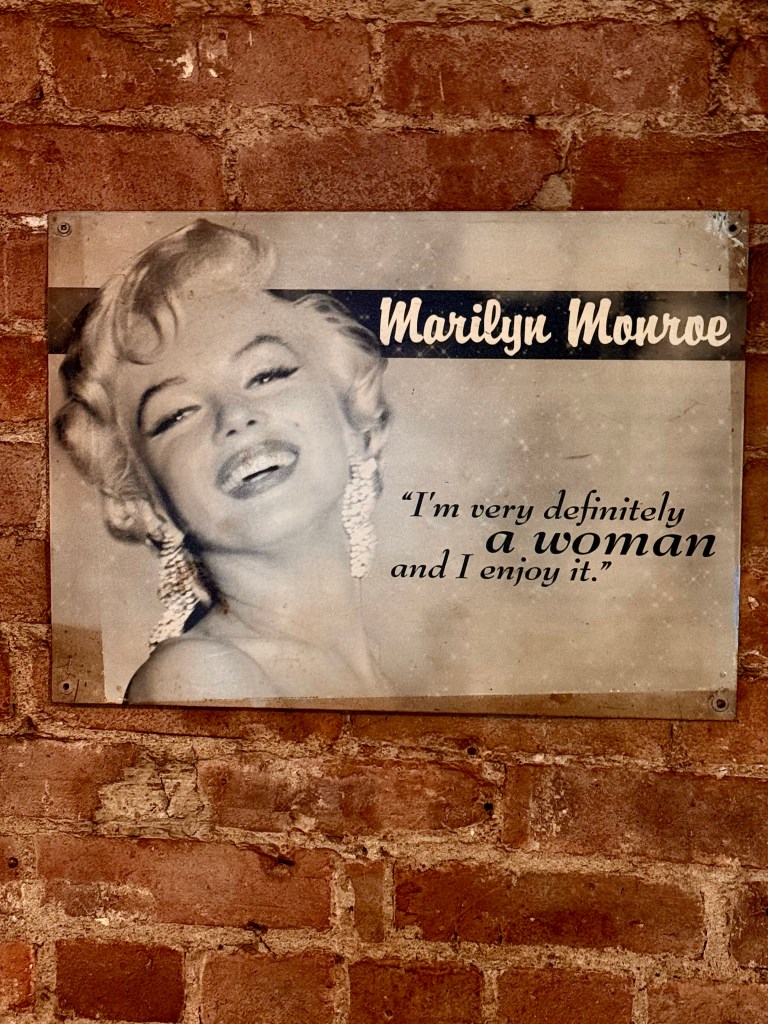 Marilyn Monroe
“I'm very definitely
a woman
and I enjoy it.”